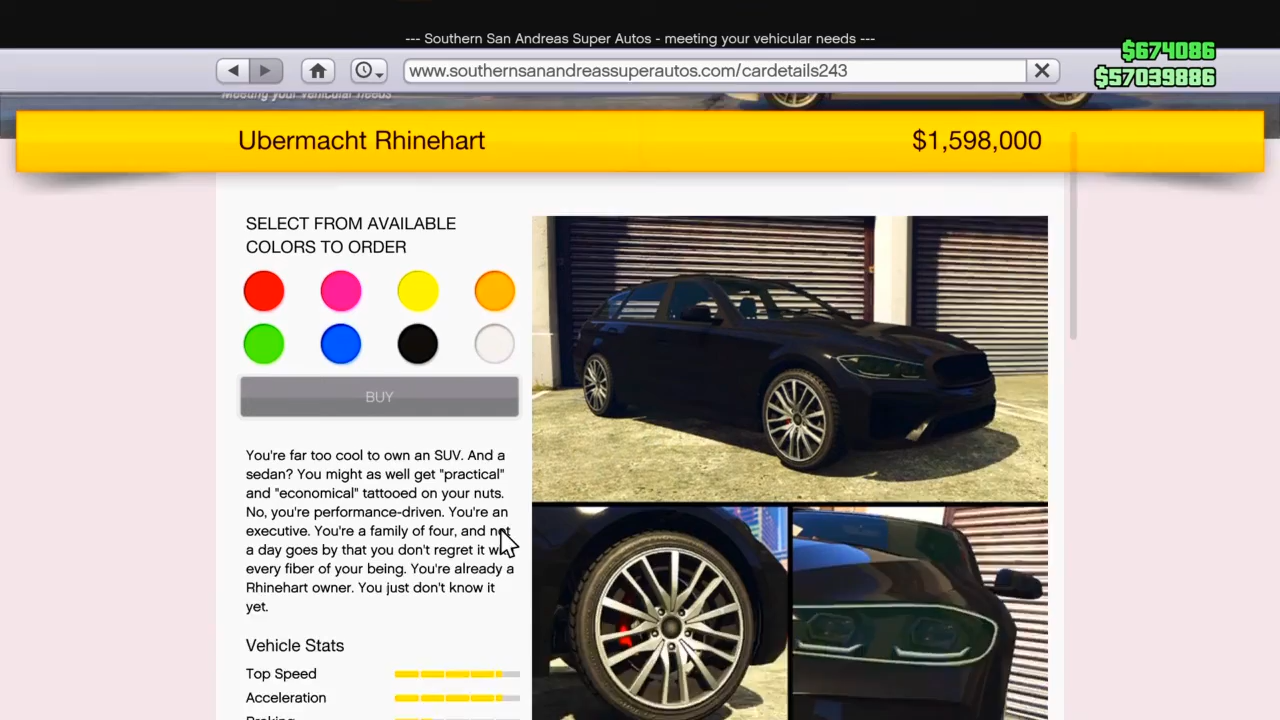 --- Southern San Andreas Super Autos - meeting your vehicular needs ---
$674086
www.southernsanandreassuperautos.com/cardetails243
$57039886
Meeting your vehicular needs
Ubermacht Rhinehart
$1,598,000
SELECT FROM AVAILABLE
COLORS TO ORDER
BUY
You're far too cool to own an SUV. And a
sedan? You might as well get "practical"
and "economical" tattooed on your nuts.
No, you're performance-driven. You're an
executive. You're a family of four, and not
a day goes by that you don't regret it
every fiber of your being. You're already a
Rhinehart owner. You just don't know it
yet.
Vehicle Stats
Top Speed
Acceleration
Braking